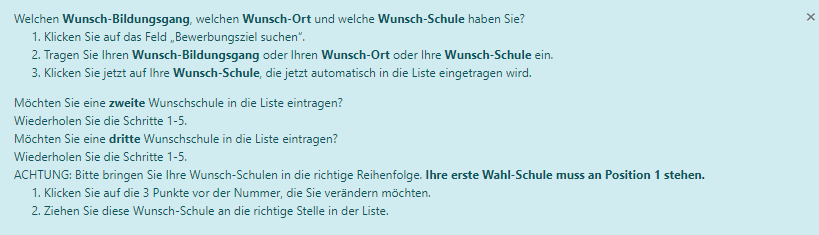 Welchen Wunsch-Bildungsgang, welchen Wunsch-Ort und welche Wunsch-Schule haben Sie?
1. Klicken Sie auf das Feld „Bewerbungsziel suchen“.
2. Tragen Sie Ihren Wunsch-Bildungsgang oder Ihren Wunsch-Ort oder Ihre Wunsch-Schule ein.
3. Klicken Sie jetzt auf Ihre Wunsch-Schule, die jetzt automatisch in die Liste eingetragen wird.
Möchten Sie eine zweite Wunschschule in die Liste eintragen?
Wiederholen Sie die Schritte 1-5.
Möchten Sie eine dritte Wunschschule in die Liste eintragen?
Wiederholen Sie die Schritte 1-5.
ACHTUNG: Bitte bringen Sie Ihre Wunsch-Schulen in die richtige Reihenfolge. Ihre erste Wahl-Schule muss an Position 1 stehen.
1. Klicken Sie auf die 3 Punkte vor der Nummer, die Sie verändern möchten.
2. Ziehen Sie diese Wunsch-Schule an die richtige Stelle in der Liste.